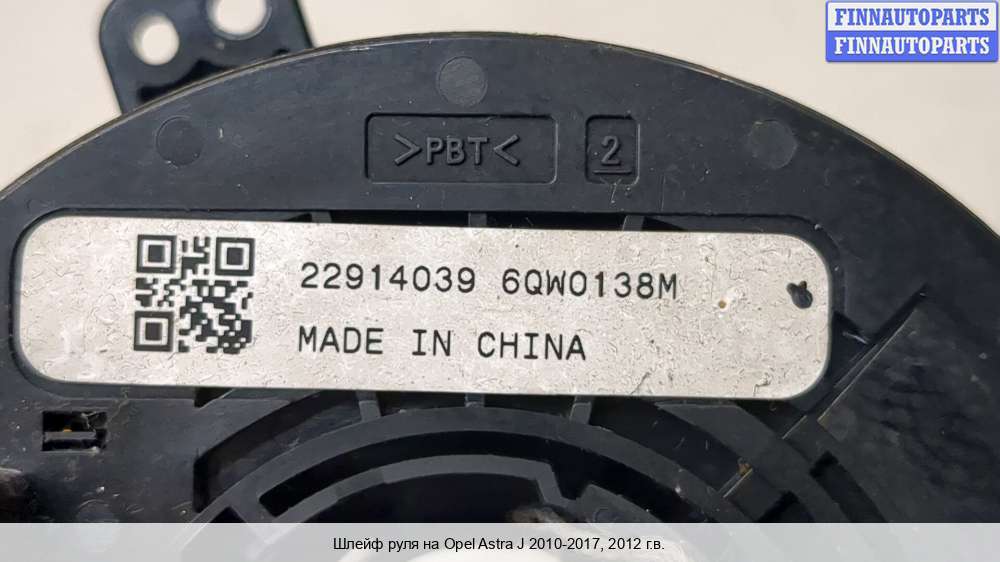 FINNAUTOPARTS
FINNAUTOPARTS
>PBT< 2
22914039 6QW0138M
MADE IN CHINA
Шлейф руля на Opel Astra J 2010-2017, 2012 г.в.